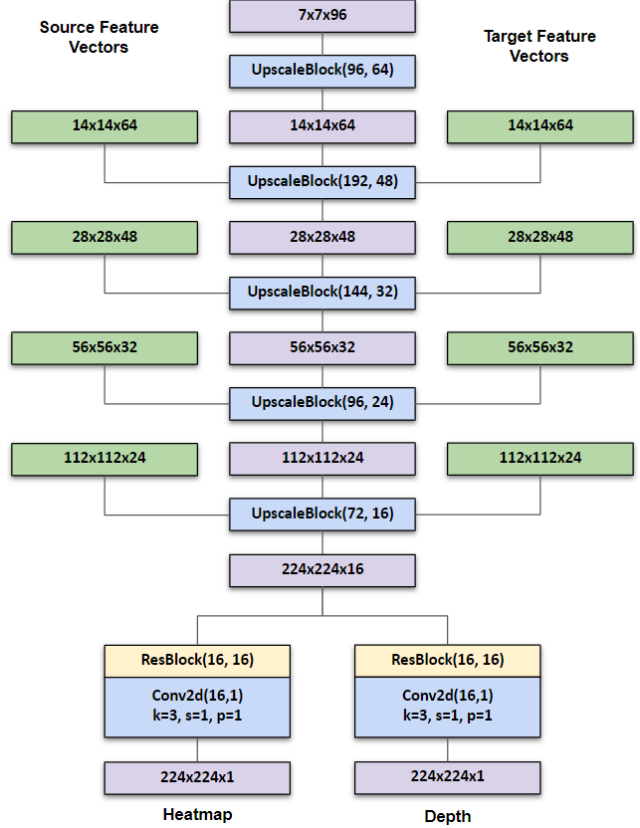 Source Feature
Vectors
7x7x96
Target Feature
Vectors
UpscaleBlock(96, 64)
14x14x64
14x14x64
14x14x64
UpscaleBlock(192, 48)
28x28x48
28x28x48
28x28x48
UpscaleBlock(144, 32)
56x56x32
56x56x32
56x56x32
UpscaleBlock(96, 24)
112x112x24
112x112x24
112x112x24
UpscaleBlock(72, 16)
224x224x16
ResBlock(16, 16)
Conv2d(16,1)
k=3, s=1, p=1
224x224x1
Heatmap
ResBlock(16, 16)
Conv2d(16,1)
k=3, s=1, p=1
224x224x1
Depth